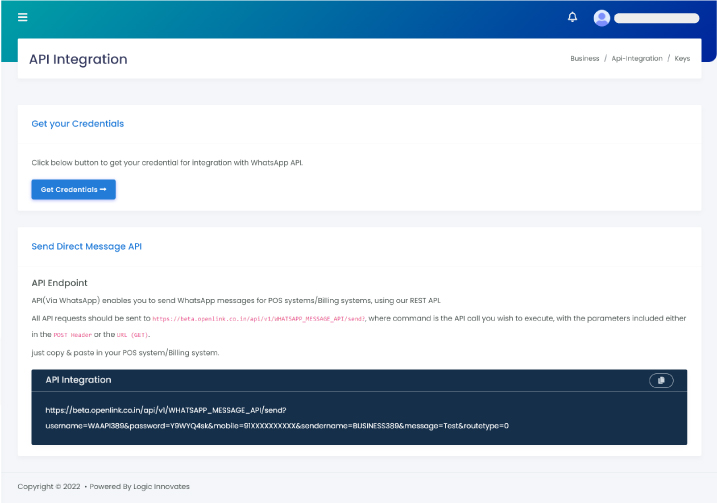 API Integration
Business / Api-Integration / Keys
Get your Credentials
Click below button to get your credential for integration with WhatsApp API.
Get Credentials ➞
Send Direct Message API
API Endpoint
API(Via WhatsApp) enables you to send WhatsApp messages for POS systems/Billing systems, using our REST API.
All API requests should be sent to https://beta.openlink.co.in/api/v1/WHATSAPP_MESSAGE_API/send?, where command is the API call you wish to execute, with the parameters included either
in the POST Header or the URL (GET).
just copy & paste in your POS system/Billing system.
API Integration
https://beta.openlink.co.in/api/v1/WHATSAPP_MESSAGE_API/send?
username=WAAPI389&password=Y9WYQ4sk&mobile=91XXXXXXXXXX&sendername=BUSINESS389&message=Test&routetype=0
Copyright © 2022 • Powered By Logic Innovates